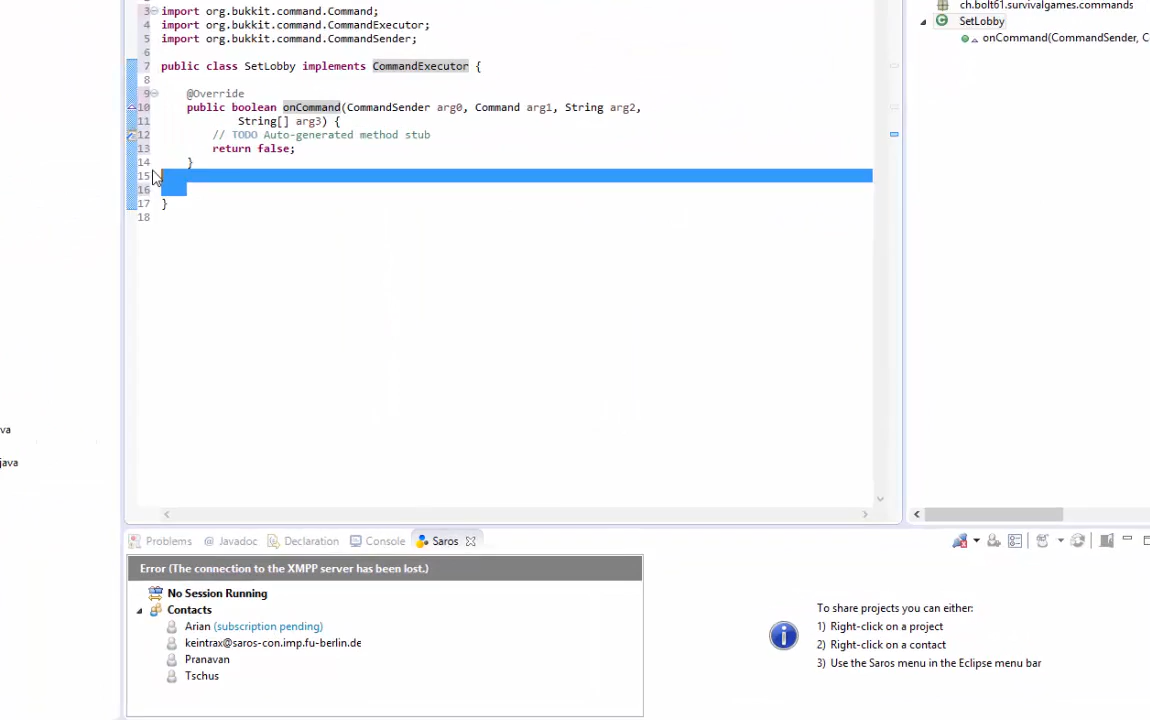 3 import org.bukkit.command.Command;
4 import org.bukkit.command.CommandExecutor;
5 import org.bukkit.command.CommandSender;
6
7 public class SetLobby implements CommandExecutor {
8
9 @Override
10 public boolean onCommand(CommandSender arg0, Command arg1, String arg2,
11 String[] arg3) {
12 // TODO Auto-generated method stub
13 return false;
14 }
15
16
17 }
18
ch.bolt61.survivalgames.commands
SetLobby
onCommand(CommandSender, C
va
java
Problems @ Javadoc Declaration Console Saros
Error (The connection to the XMPP server has been lost.)
No Session Running
Contacts
Arian (subscription pending)
keintrax@saros-con.imp.fu-berlin.de
Pranavan
Tschus
To share projects you can either:
1) Right-click on a project
2) Right-click on a contact
3) Use the Saros menu in the Eclipse menu bar